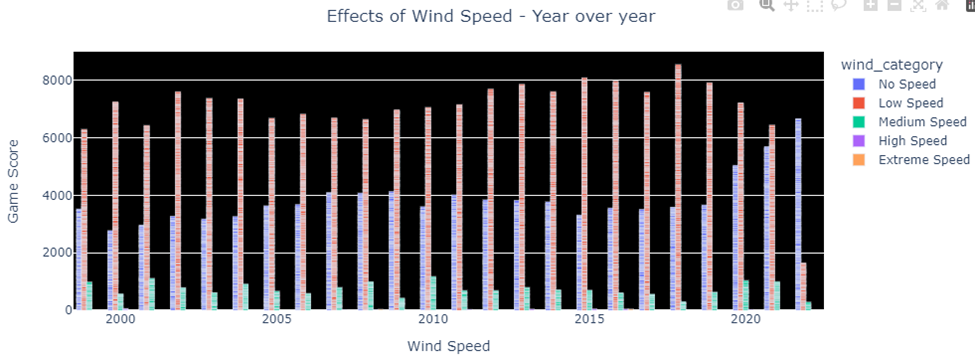 Effects of Wind Speed - Year over year
Game Score
8000
6000
4000
2000
0
2000
2005
2010
2015
2020
Wind Speed
wind_category
No Speed
Low Speed
Medium Speed
High Speed
Extreme Speed